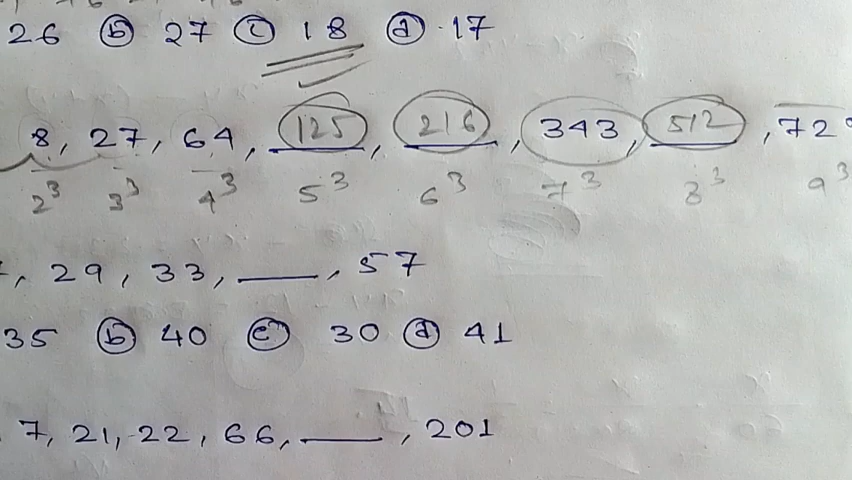 26 ⓑ 27 ⓒ 18 ⓓ 17
8, 27, 64, 125, 216, 343, 512, 729
2³ 3³ 4³ 5³ 6³ 7³ 8³ 9³
, 29, 33, ____, 57
35 ⓑ 40 ⓒ 30 ⓓ 41
7, 21, 22, 66, ____, 201